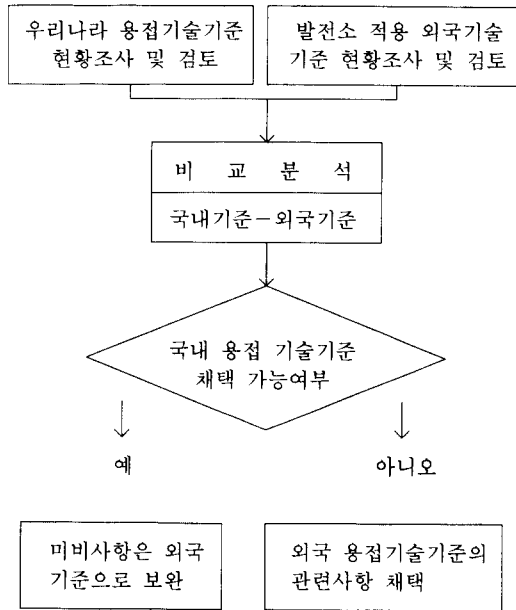 우리나라 용접기술기준
현황조사 및 검토
발전소 적용 외국기술
기준 현황조사 및 검토
비 교 분 석
국내기준-외국기준
국내 용접 기술기준
채택 가능여부
예
아니오
미비사항은 외국
기준으로 보완
외국 용접기술기준의
관련사항 채택